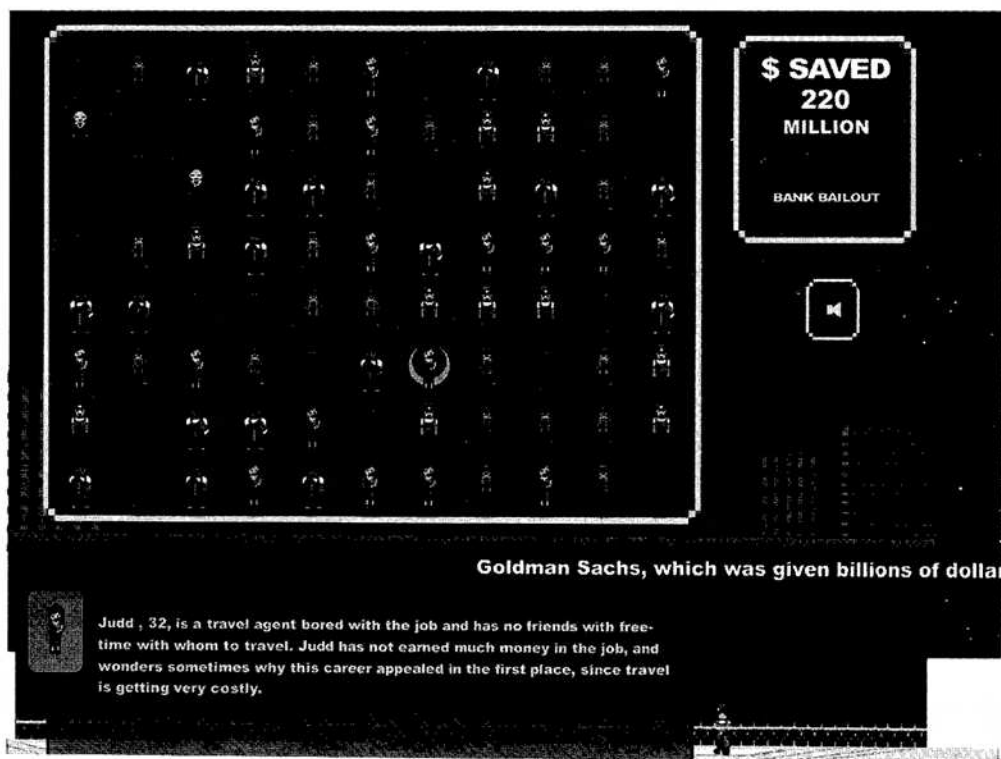 $ SAVED
220
MILLION
BANK BAILOUT
Goldman Sachs, which was given billions of dollar
Judd , 32, is a travel agent bored with the job and has no friends with free-
time with whom to travel. Judd has not earned much money in the job, and
wonders sometimes why this career appealed in the first place, since travel
is getting very costly.